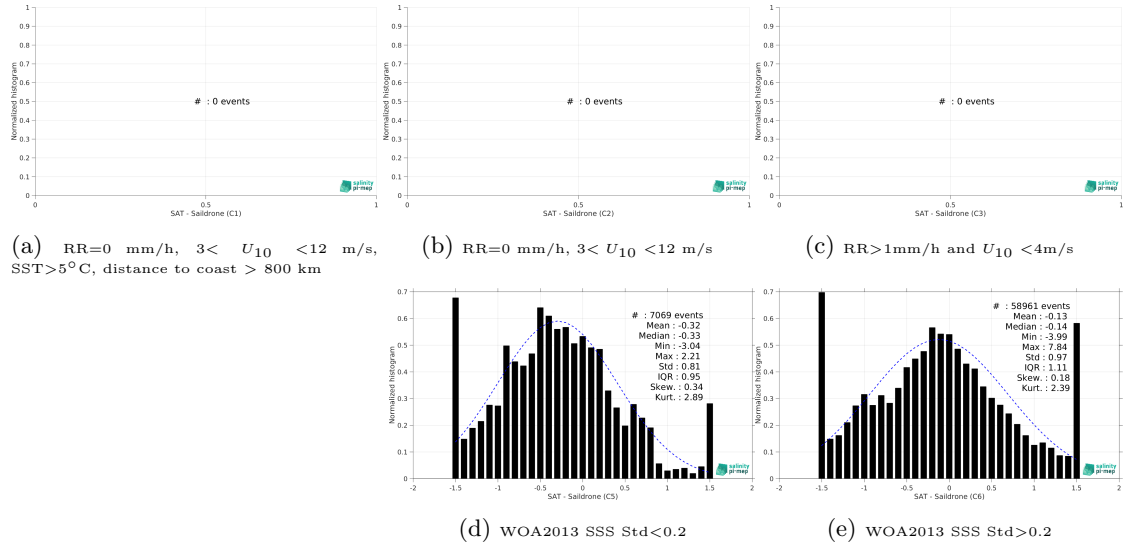 1
0.9
0.8
0.7
0.6
0.5
0.4
0.3
0.2
0.1
0
Normalized histogram
# : 0 events
salinity
pi-mep
0 0.5 1
SAT - Saildrone (C1)
(a) RR=0 mm/h, 3< U10 <12 m/s,
SST>5°C, distance to coast > 800 km
1
0.9
0.8
0.7
0.6
0.5
0.4
0.3
0.2
0.1
0
Normalized histogram
# : 0 events
salinity
pi-mep
0 0.5 1
SAT - Saildrone (C2)
(b) RR=0 mm/h, 3< U10 <12 m/s
1
0.9
0.8
0.7
0.6
0.5
0.4
0.3
0.2
0.1
0
Normalized histogram
# : 0 events
salinity
pi-mep
0 0.5 1
SAT - Saildrone (C3)
(c) RR>1mm/h and U10 <4m/s
0.7
0.6
0.5
0.4
0.3
0.2
0.1
0
Normalized histogram
# : 7069 events
Mean : -0.32
Median : -0.33
Min : -3.04
Max : 2.21
Std : 0.81
IQR : 0.95
Skew. : 0.34
Kurt. : 2.89
salinity
pi-mep
-2 -1.5 -1 -0.5 0 0.5 1 1.5 2
SAT - Saildrone (C5)
(d) WOA2013 SSS Std<0.2
0.7
0.6
0.5
0.4
0.3
0.2
0.1
0
Normalized histogram
# : 58961 events
Mean : -0.13
Median : -0.14
Min : -3.99
Max : 7.84
Std : 0.97
IQR : 1.11
Skew. : 0.18
Kurt. : 2.39
salinity
pi-mep
-2 -1.5 -1 -0.5 0 0.5 1 1.5 2
SAT - Saildrone (C6)
(e) WOA2013 SSS Std>0.2